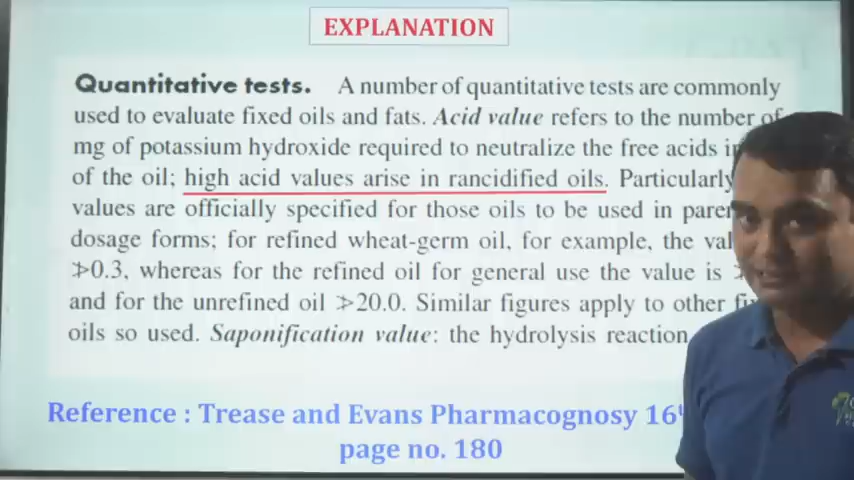 EXPLANATION
Quantitative tests. A number of quantitative tests are commonly
used to evaluate fixed oils and fats. Acid value refers to the number of
mg of potassium hydroxide required to neutralize the free acids
of the oil; high acid values arise in rancidified oils. Particularly
values are officially specified for those oils to be used in
dosage forms; for refined wheat-germ oil, for example, the
≯0.3, whereas for the refined oil for general use the value is
and for the unrefined oil ≯20.0. Similar figures apply to other
oils so used. Saponification value: the hydrolysis reaction
Reference : Trease and Evans Pharmacognosy 16
page no. 180